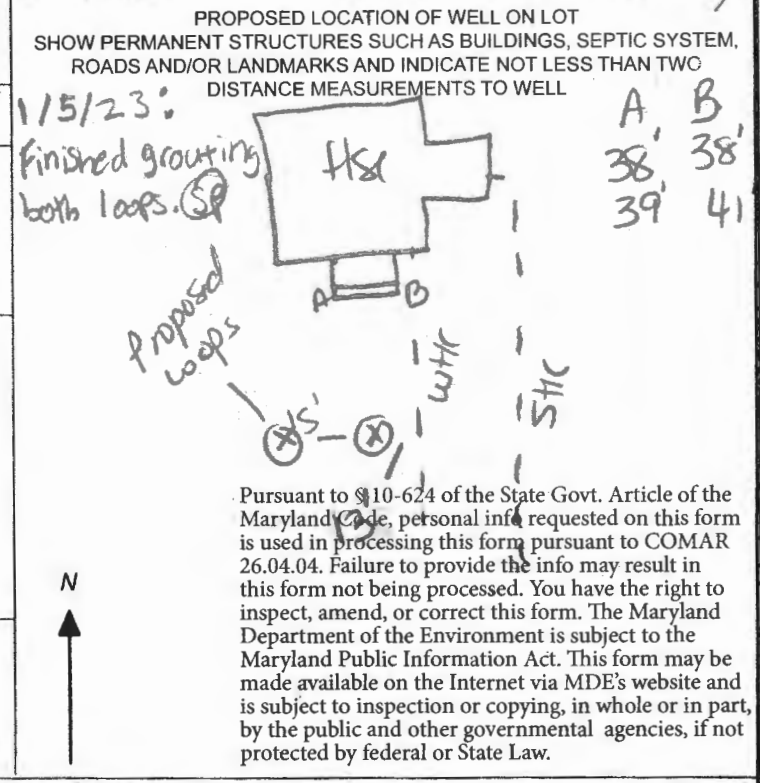 PROPOSED LOCATION OF WELL ON LOT
SHOW PERMANENT STRUCTURES SUCH AS BUILDINGS, SEPTIC SYSTEM,
ROADS AND/OR LANDMARKS AND INDICATE NOT LESS THAN TWO
DISTANCE MEASUREMENTS TO WELL
1/5/23:
Finished grouting
both loops. SP
Hse
A B
38' 38'
39' 41
A B
Proposed
Loops
WHC
SHC
15'
13'
N
Pursuant to §10-624 of the State Govt. Article of the
Maryland Code, personal info requested on this form
is used in processing this form pursuant to COMAR
26.04.04. Failure to provide the info may result in
this form not being processed. You have the right to
inspect, amend, or correct this form. The Maryland
Department of the Environment is subject to the
Maryland Public Information Act. This form may be
made available on the Internet via MDE's website and
is subject to inspection or copying, in whole or in part,
by the public and other governmental agencies, if not
protected by federal or State Law.